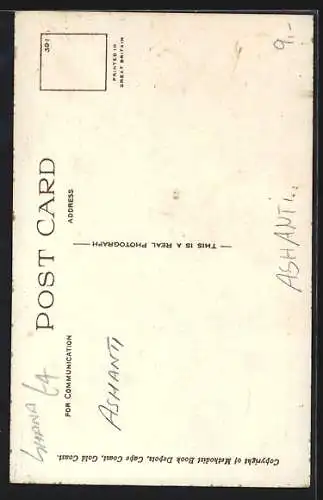 POST CARD
FOR COMMUNICATION
ADDRESS
391
PRINTED IN
GREAT BRITAIN
— THIS IS A REAL PHOTOGRAPH —
Copyright of Methodist Book Depots, Cape Coast, Gold Coast.
GHANA
ASHANTI
ASHANTI..
9,-